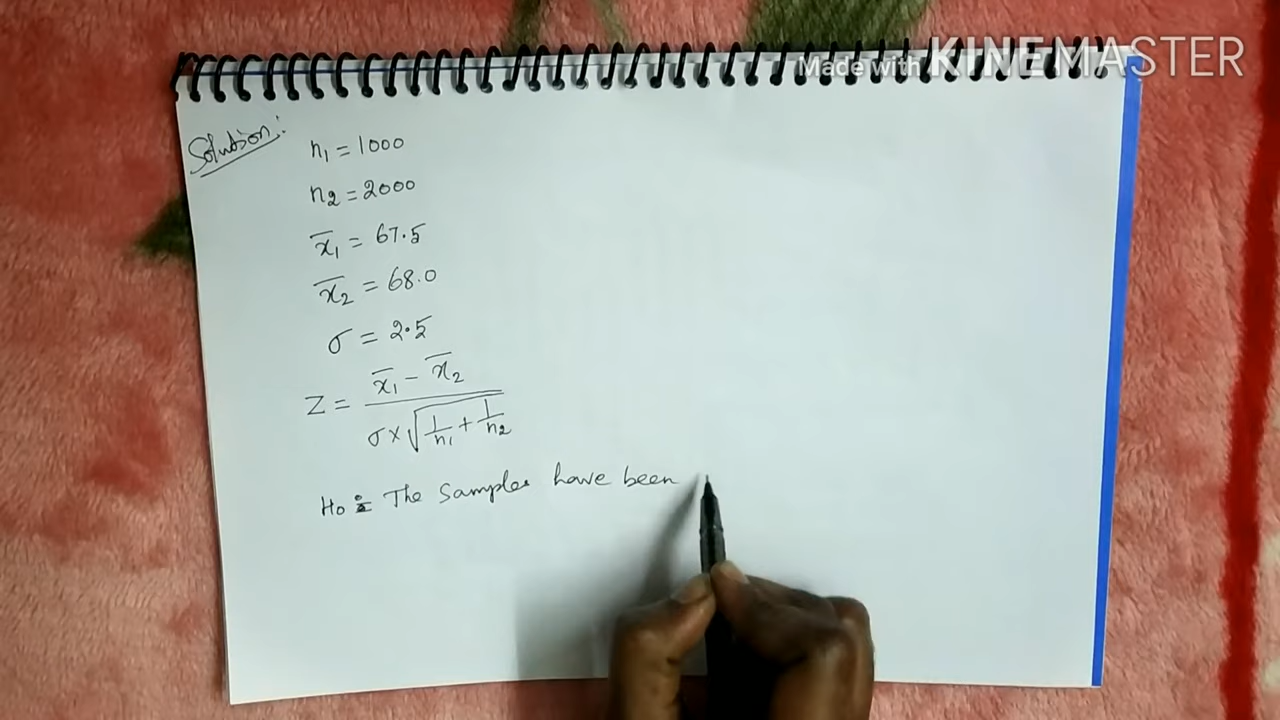 Made with KINEMASTER
Solution:
n₁ = 1000
n₂ = 2000
x̄₁ = 67.5
x̄₂ = 68.0
σ = 2.5
Z = (x̄₁ - x̄₂) / (σ × √(1/n₁ + 1/n₂))
Ho : The Samples have been